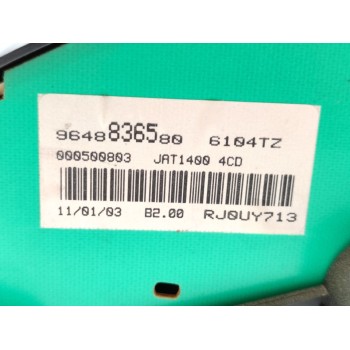 9648836580 6104TZ
000500803 JAT1400 4CD
11/01/03 B2.00 RJ0UY713